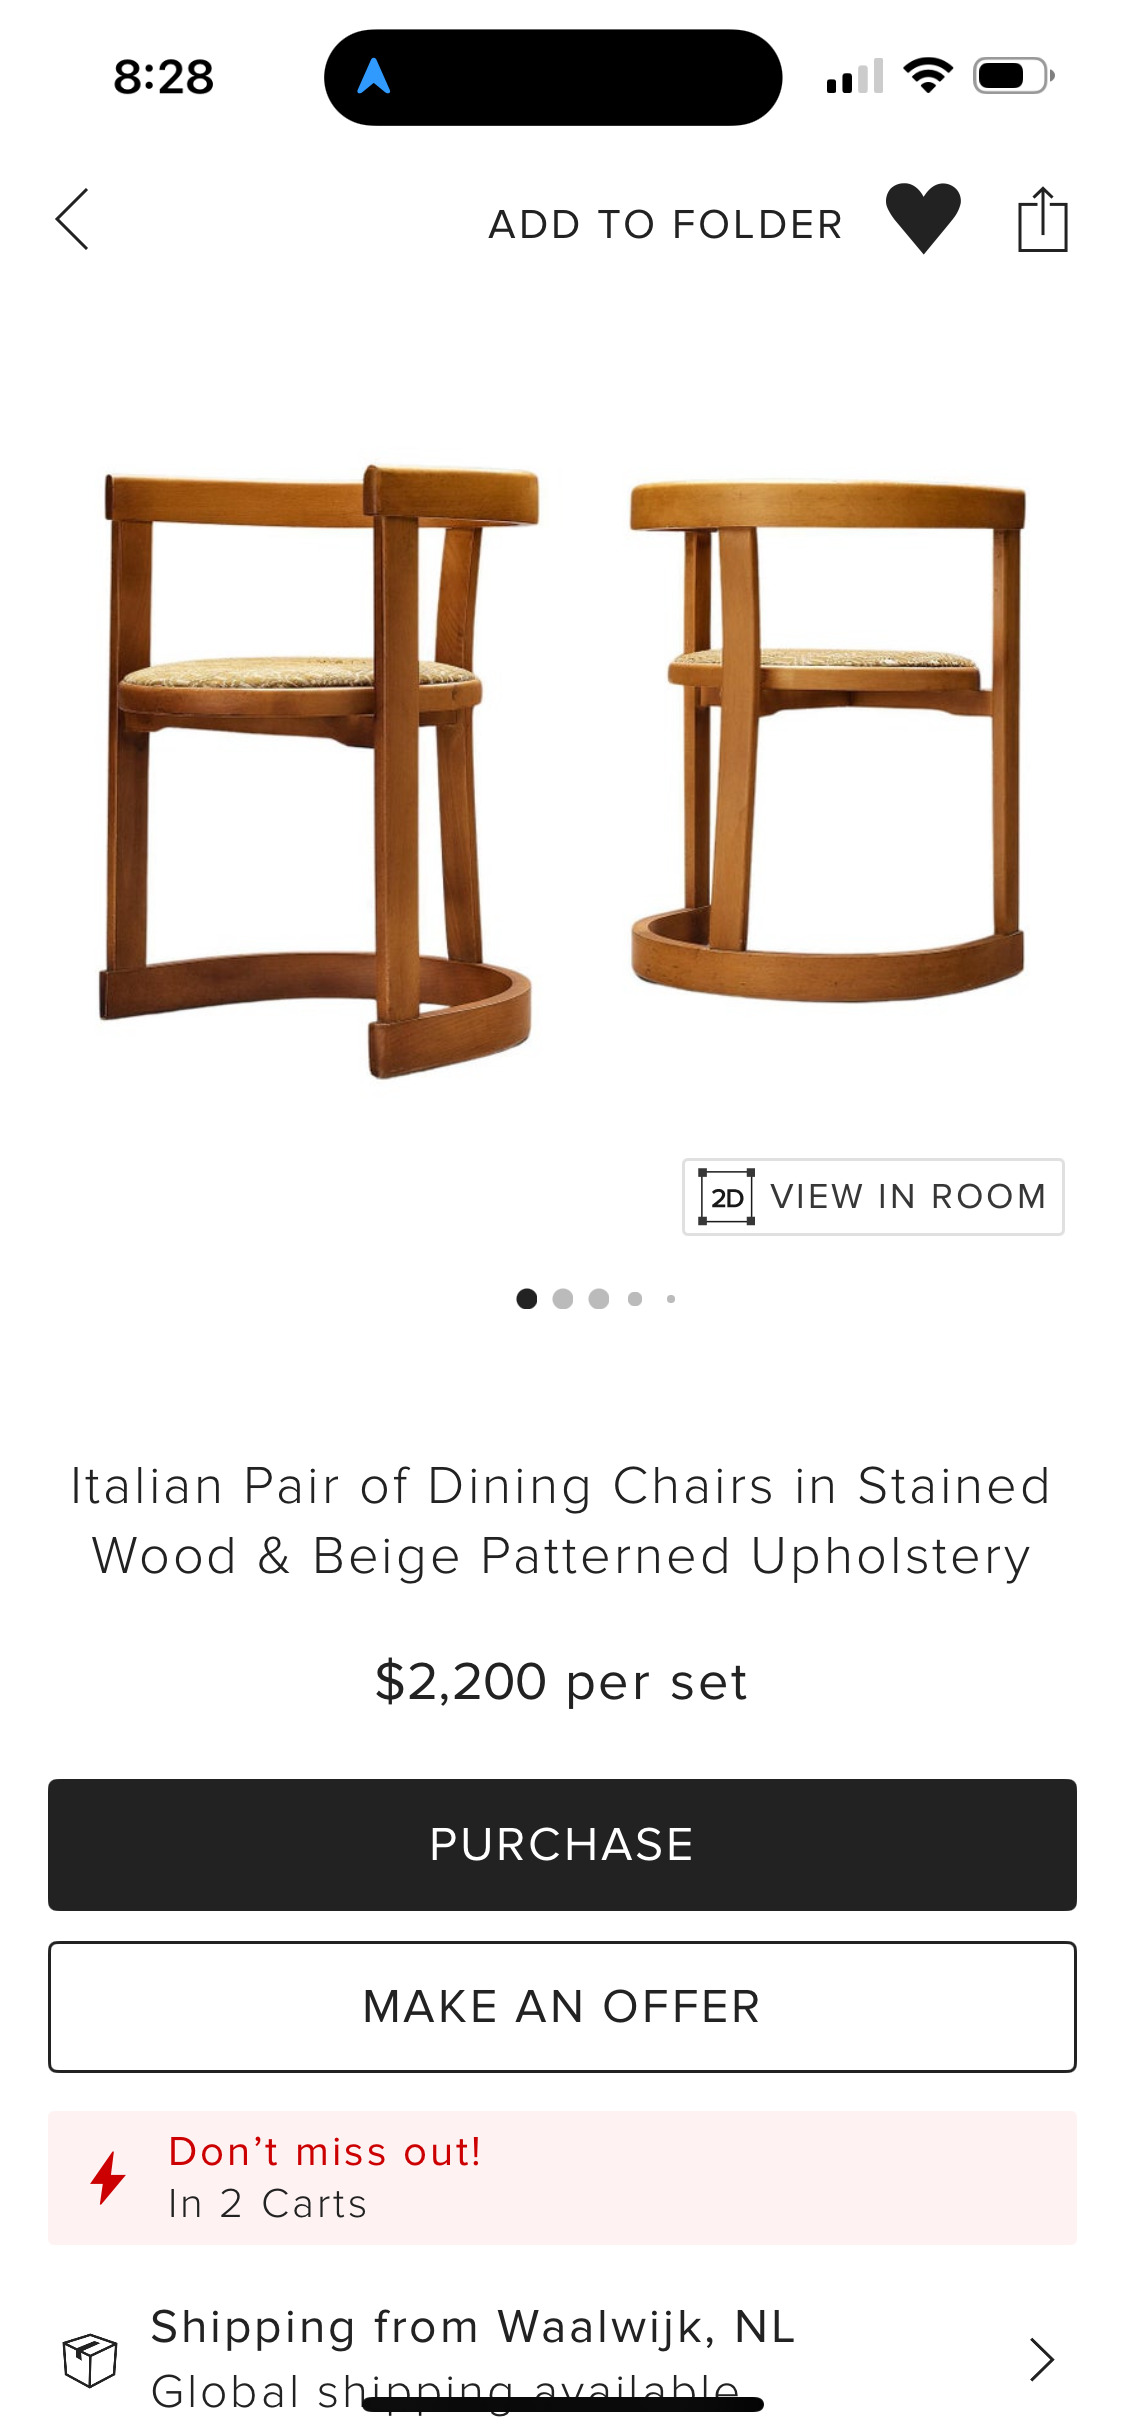 8:28
ADD TO FOLDER
2D VIEW IN ROOM
Italian Pair of Dining Chairs in Stained
Wood & Beige Patterned Upholstery
$2,200 per set
PURCHASE
MAKE AN OFFER
Don't miss out!
In 2 Carts
Shipping from Waalwijk, NL
Global shipping available